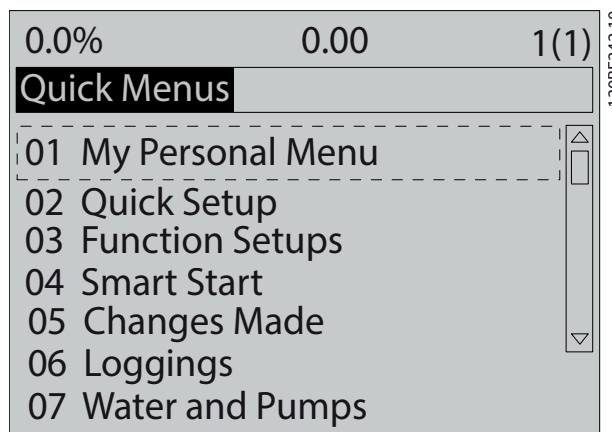 0.0% 0.00 1(1)
Quick Menus
01 My Personal Menu
02 Quick Setup
03 Function Setups
04 Smart Start
05 Changes Made
06 Loggings
07 Water and Pumps